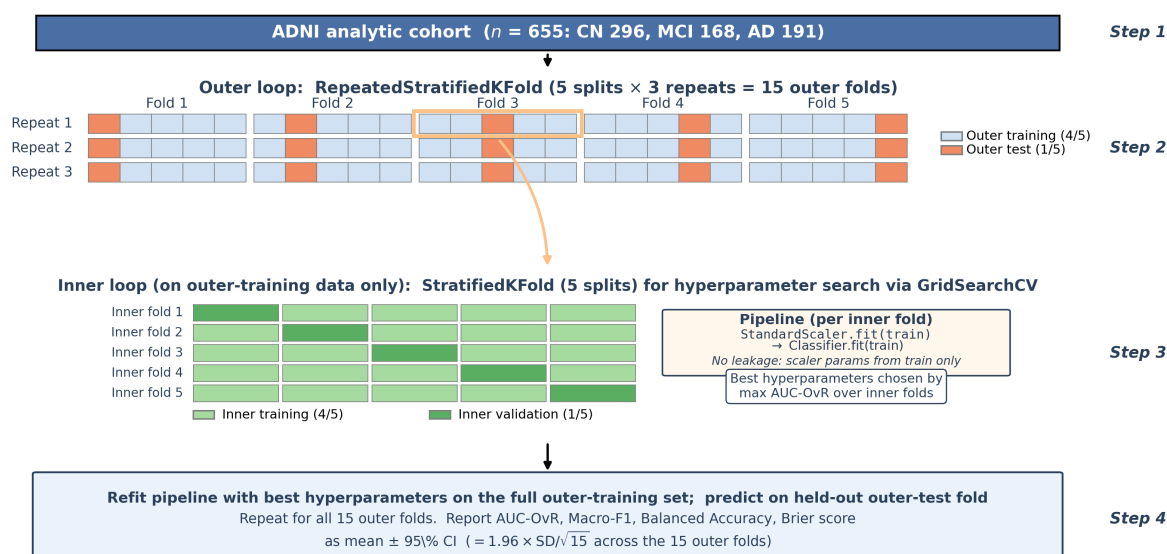 ADNI analytic cohort (n = 655: CN 296, MCI 168, AD 191)
Step 1
Outer loop: RepeatedStratifiedKFold (5 splits × 3 repeats = 15 outer folds)
Fold 1 Fold 2 Fold 3 Fold 4 Fold 5
Repeat 1
Repeat 2
Repeat 3
Outer training (4/5)
Outer test (1/5)
Step 2
Inner loop (on outer-training data only): StratifiedKFold (5 splits) for hyperparameter search via GridSearchCV
Inner fold 1
Inner fold 2
Inner fold 3
Inner fold 4
Inner fold 5
Inner training (4/5)
Inner validation (1/5)
Pipeline (per inner fold)
StandardScaler.fit(train)
→ Classifier.fit(train)
No leakage: scaler params from train only
Best hyperparameters chosen by
max AUC-OvR over inner folds
Step 3
Refit pipeline with best hyperparameters on the full outer-training set; predict on held-out outer-test fold
Repeat for all 15 outer folds. Report AUC-OvR, Macro-F1, Balanced Accuracy, Brier score
as mean ± 95\% CI (= 1.96 × SD/√15 across the 15 outer folds)
Step 4